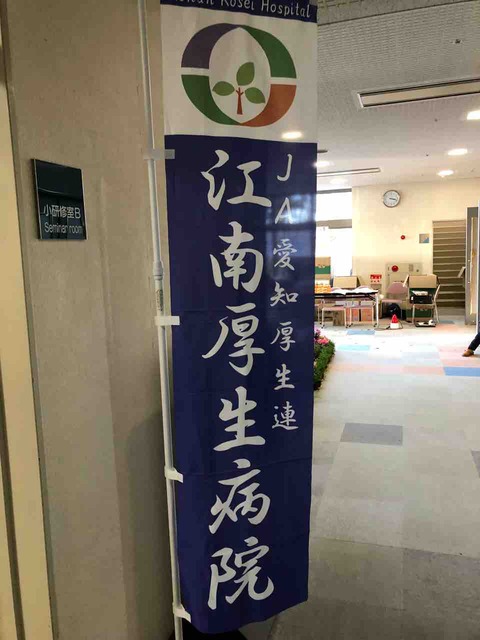 Kosei Hospital
JA愛知厚生連
江南厚生病院
小研修室B
Seminar room